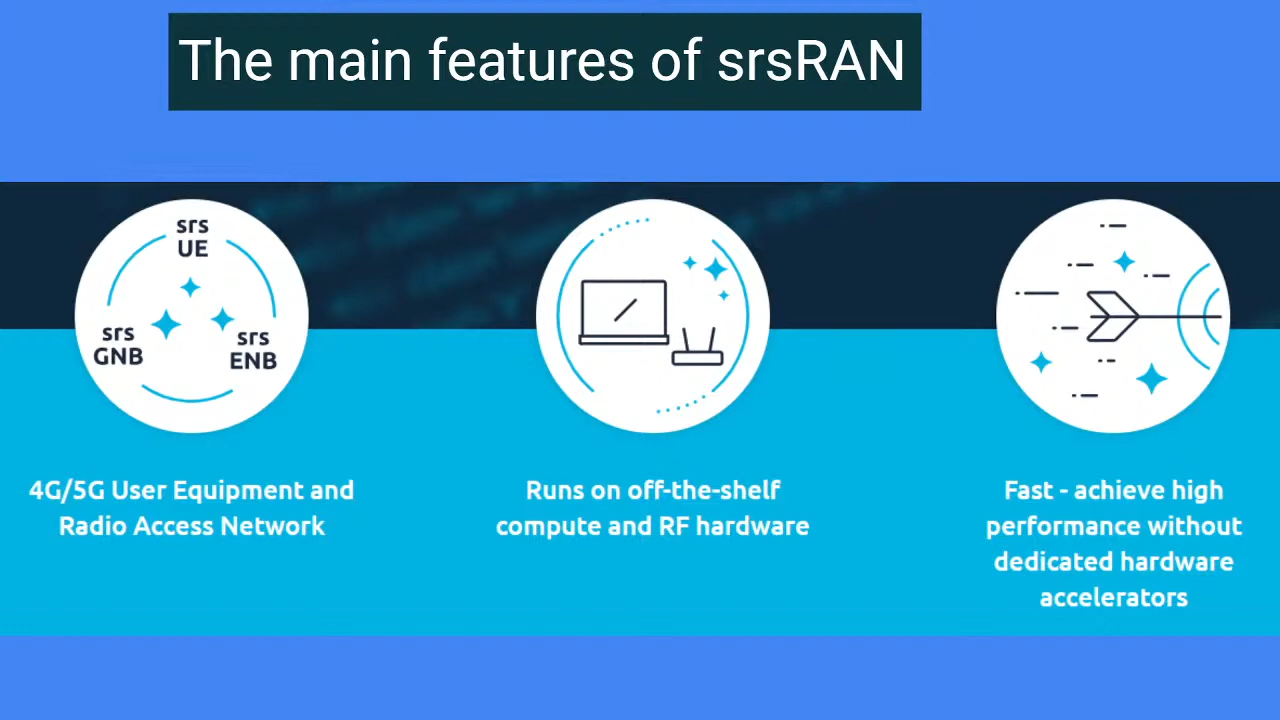 The main features of srsRAN
srs
UE
srs
GNB
srs
ENB
4G/5G User Equipment and
Radio Access Network
Runs on off-the-shelf
compute and RF hardware
Fast - achieve high
performance without
dedicated hardware
accelerators